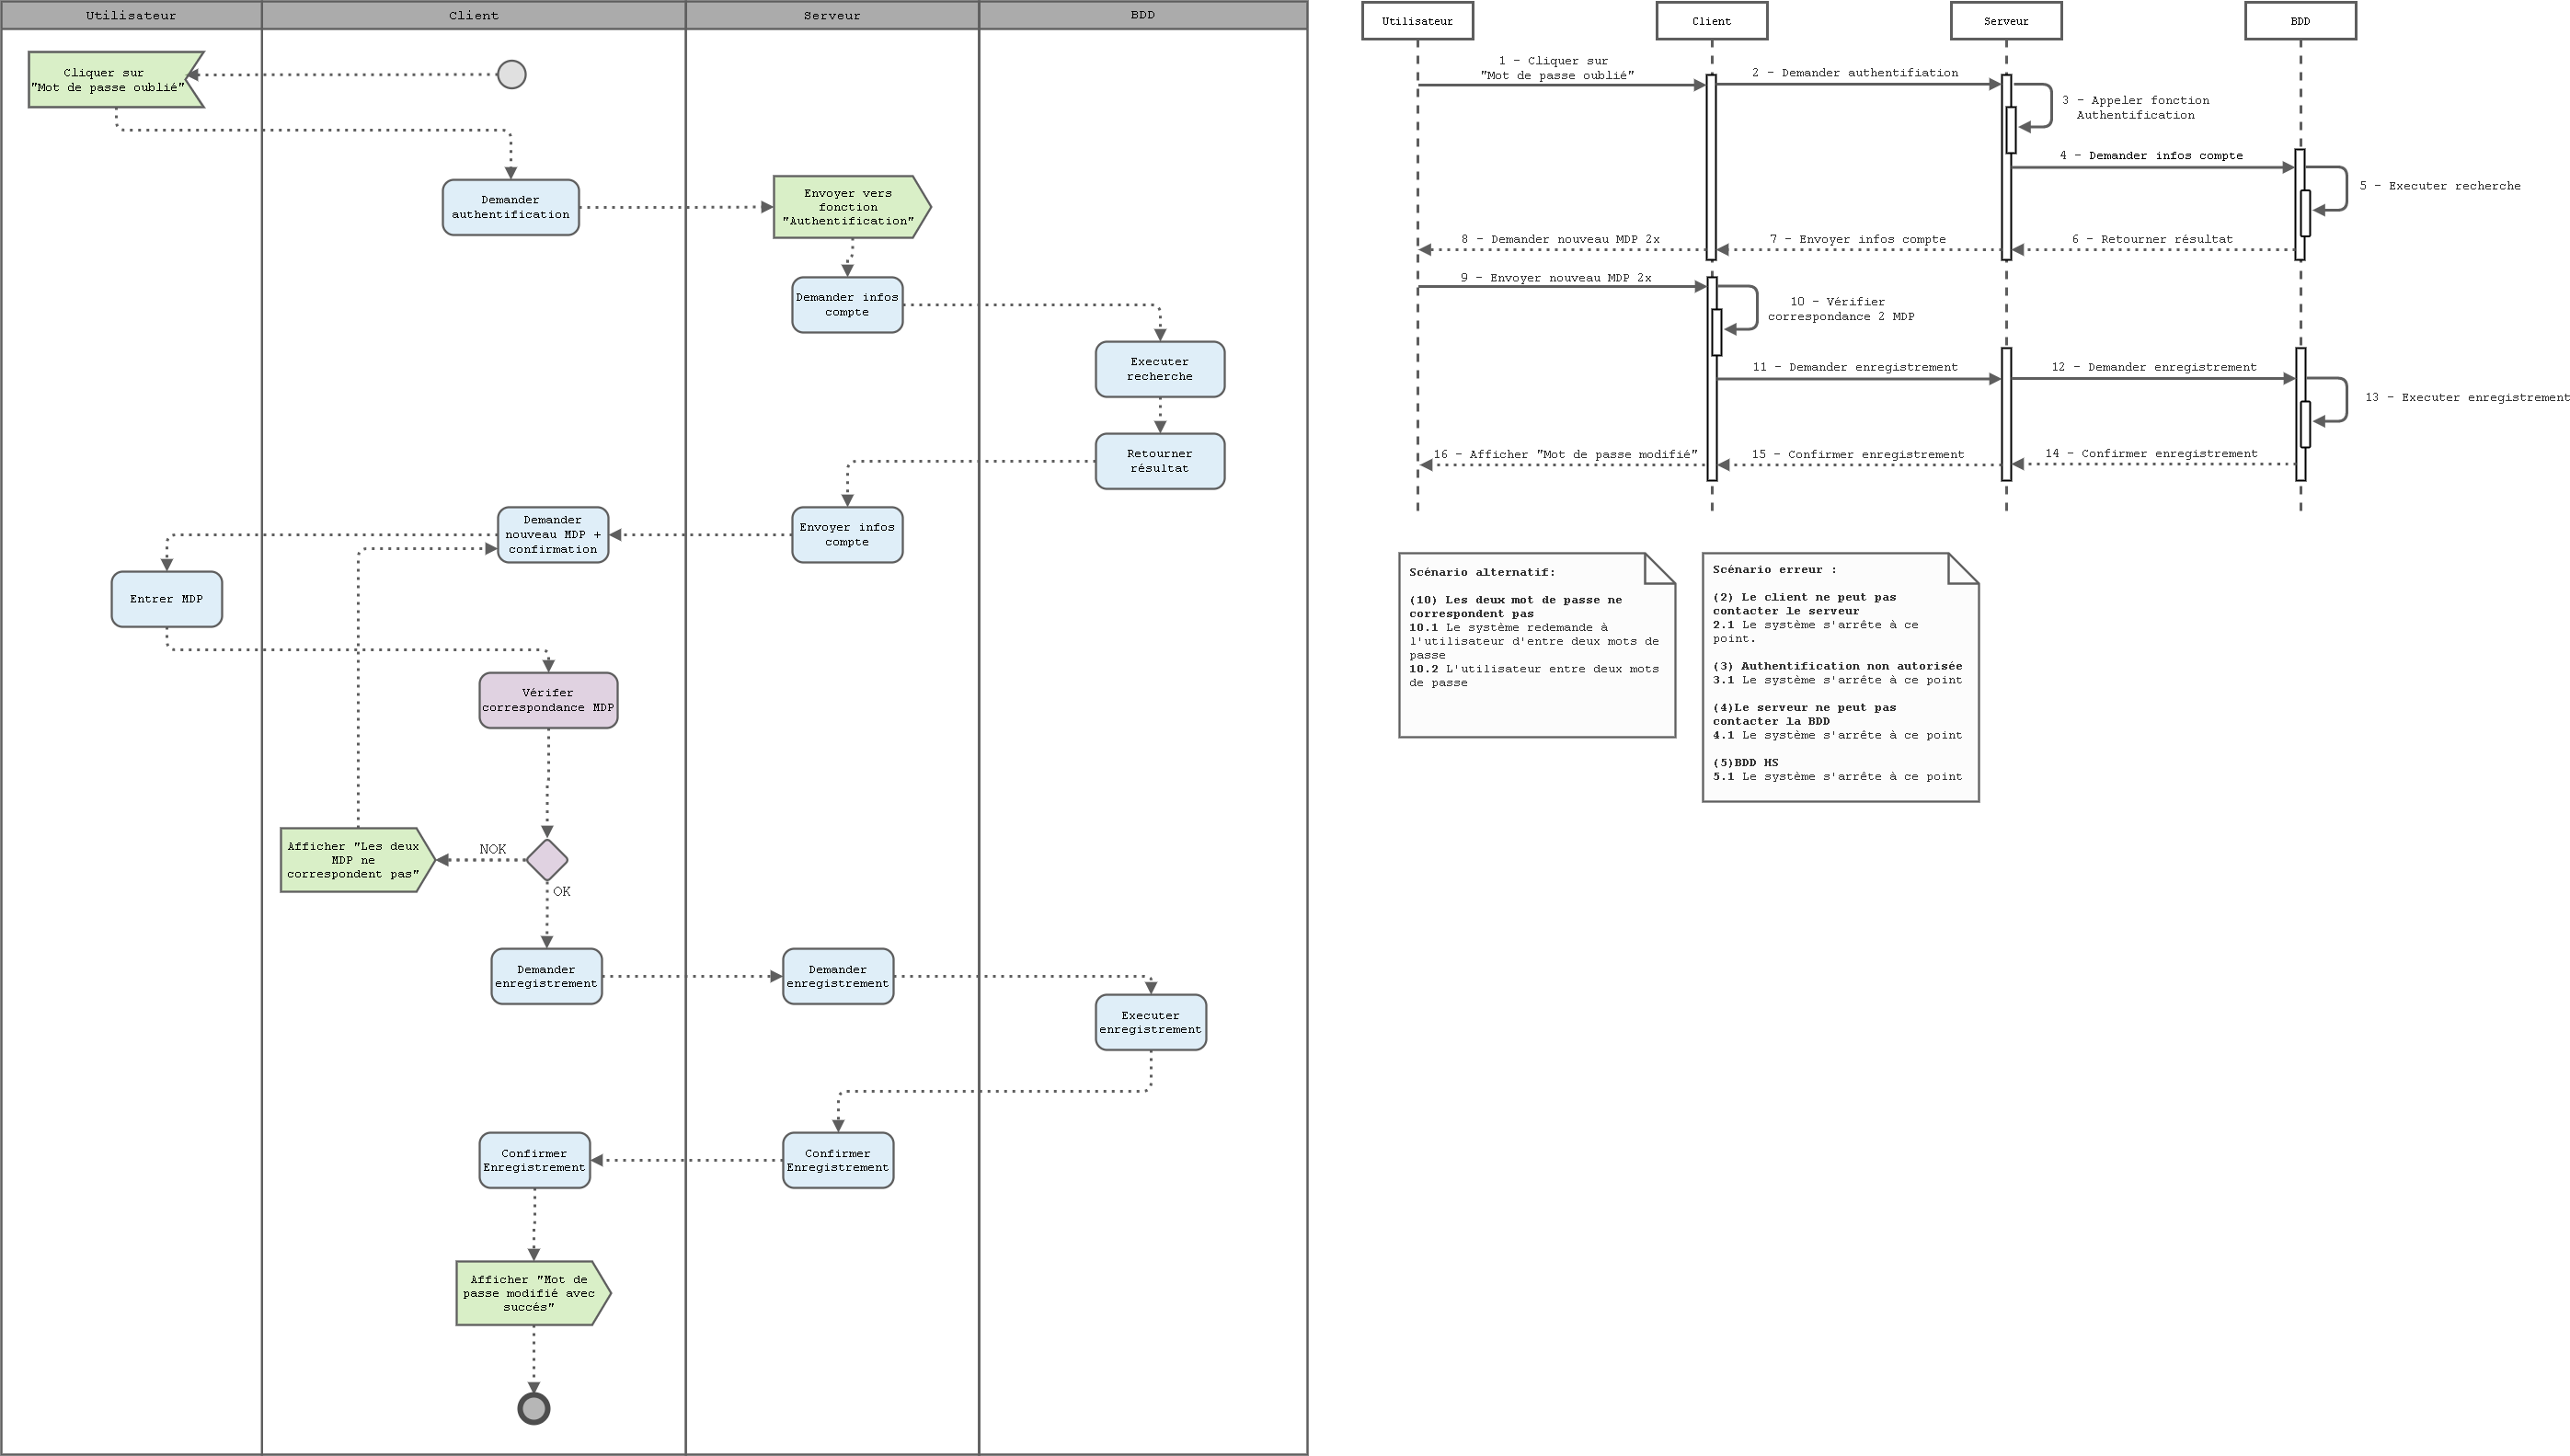 Utilisateur
Client
Serveur
BDD
Cliquer sur
"Mot de passe oublié"
Demander
authentification
Envoyer vers
fonction
"Authentification"
Demander infos
compte
Executer
recherche
Retourner
résultat
Envoyer infos
compte
Demander
nouveau MDP +
confirmation
Entrer MDP
Vérifer
correspondance MDP
NOK
Afficher "Les deux
MDP ne
correspondent pas"
OK
Demander
enregistrement
Demander
enregistrement
Executer
enregistrement
Confirmer
Enregistrement
Confirmer
Enregistrement
Afficher "Mot de
passe modifié avec
succés"
Utilisateur
Client
Serveur
BDD
1 - Cliquer sur
"Mot de passe oublié"
2 - Demander authentifiation
3 - Appeler fonction
Authentification
4 - Demander infos compte
5 - Executer recherche
6 - Retourner résultat
7 - Envoyer infos compte
8 - Demander nouveau MDP 2x
9 - Envoyer nouveau MDP 2x
10 - Vérifier
correspondance 2 MDP
11 - Demander enregistrement
12 - Demander enregistrement
13 - Executer enregistrement
14 - Confirmer enregistrement
15 - Confirmer enregistrement
16 - Afficher "Mot de passe modifié"
Scénario alternatif:
(10) Les deux mot de passe ne
correspondent pas
10.1 Le système redemande à
l'utilisateur d'entre deux mots de
passe
10.2 L'utilisateur entre deux mots
de passe
Scénario erreur :
(2) Le client ne peut pas
contacter le serveur
2.1 Le système s'arrête à ce
point.
(3) Authentification non autorisée
3.1 Le système s'arrête à ce point
(4)Le serveur ne peut pas
contacter la BDD
4.1 Le système s'arrête à ce point
(5)BDD HS
5.1 Le système s'arrête à ce point